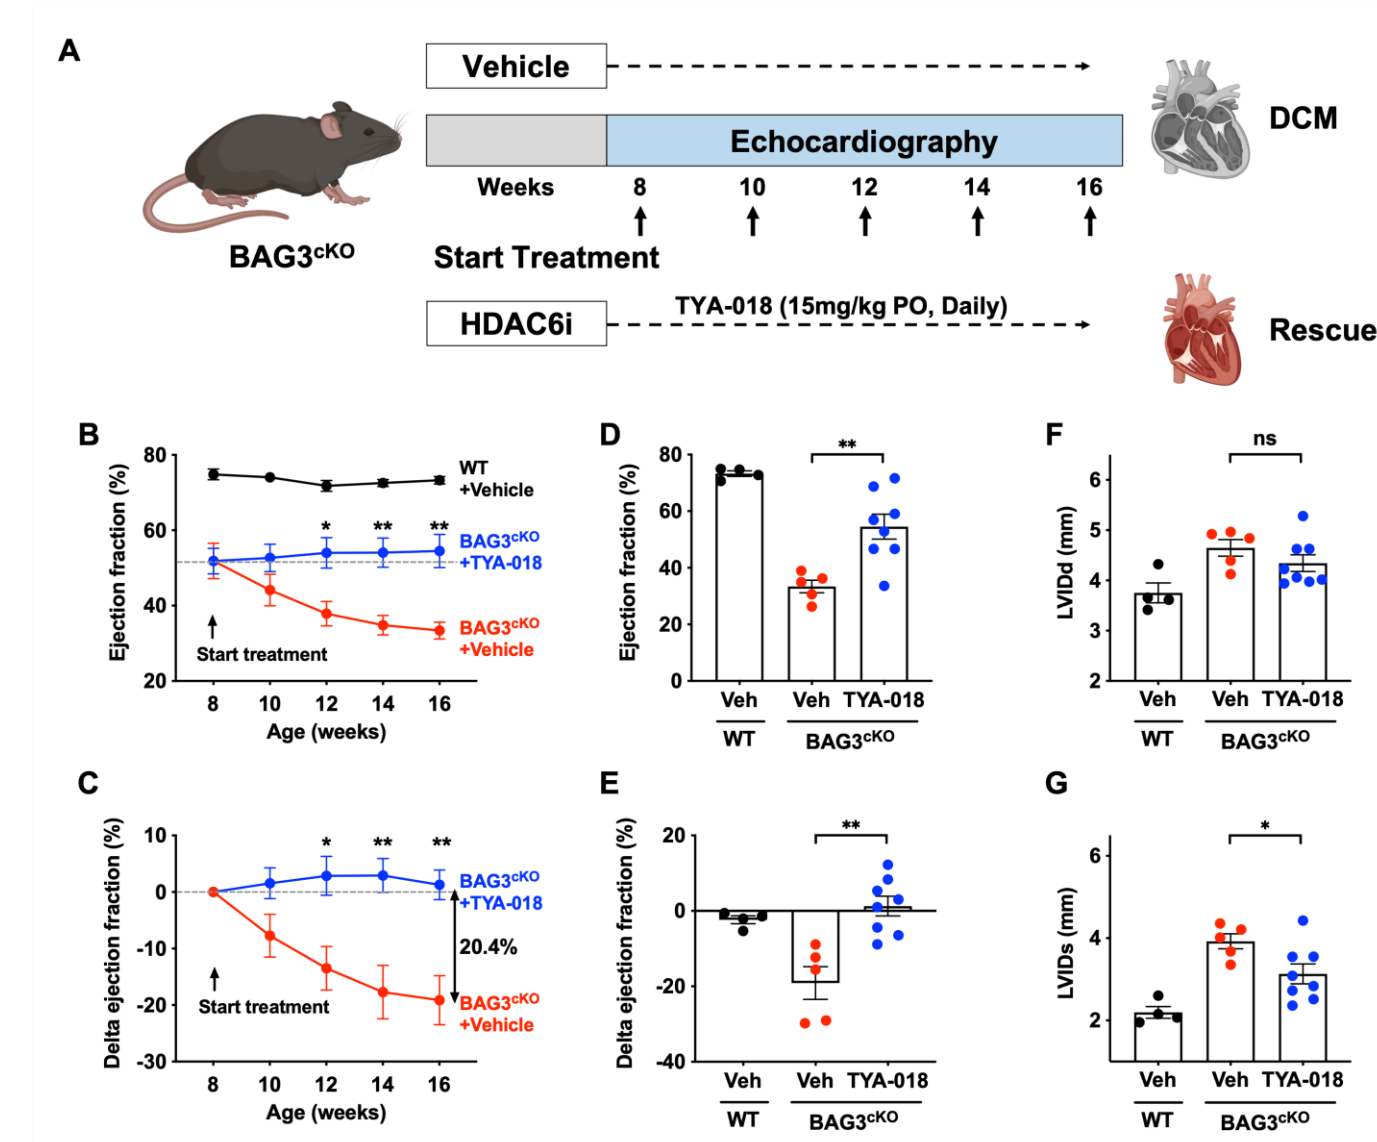 A
Vehicle
Echocardiography
DCM
Weeks
8 10 12 14 16
BAG3cKO
Start Treatment
HDAC6i
TYA-018 (15mg/kg PO, Daily)
Rescue
B
Ejection fraction (%)
80
60
40
20
WT
+Vehicle
* ** **
BAG3cKO
+TYA-018
BAG3cKO
+Vehicle
Start treatment
8 10 12 14 16
Age (weeks)
D
Ejection fraction (%)
80
60
40
20
0
**
Veh Veh TYA-018
WT BAG3cKO
F
LVIDd (mm)
6
5
4
3
2
ns
Veh Veh TYA-018
WT BAG3cKO
C
Delta ejection fraction (%)
10
0
-10
-20
-30
* ** **
BAG3cKO
+TYA-018
20.4%
BAG3cKO
+Vehicle
Start treatment
8 10 12 14 16
Age (weeks)
E
Delta ejection fraction (%)
20
0
-20
-40
**
Veh Veh TYA-018
WT BAG3cKO
G
LVIDs (mm)
6
4
2
*
Veh Veh TYA-018
WT BAG3cKO